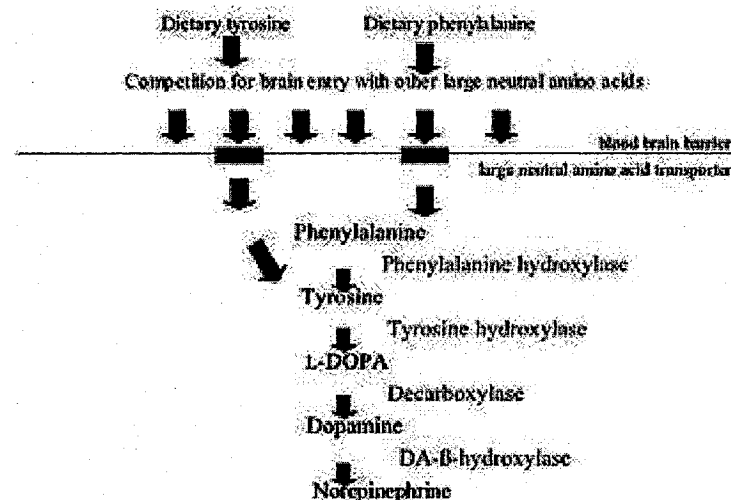 Dietary tyrosine Dietary phenylalanine
Competition for brain entry with other large neutral amino acids
blood brain barrier
large neutral amino acid transporter
Phenylalanine
Phenylalanine hydroxylase
Tyrosine
Tyrosine hydroxylase
L-DOPA
Decarboxylase
Dopamine
DA-ß-hydroxylase
Norepinephrine